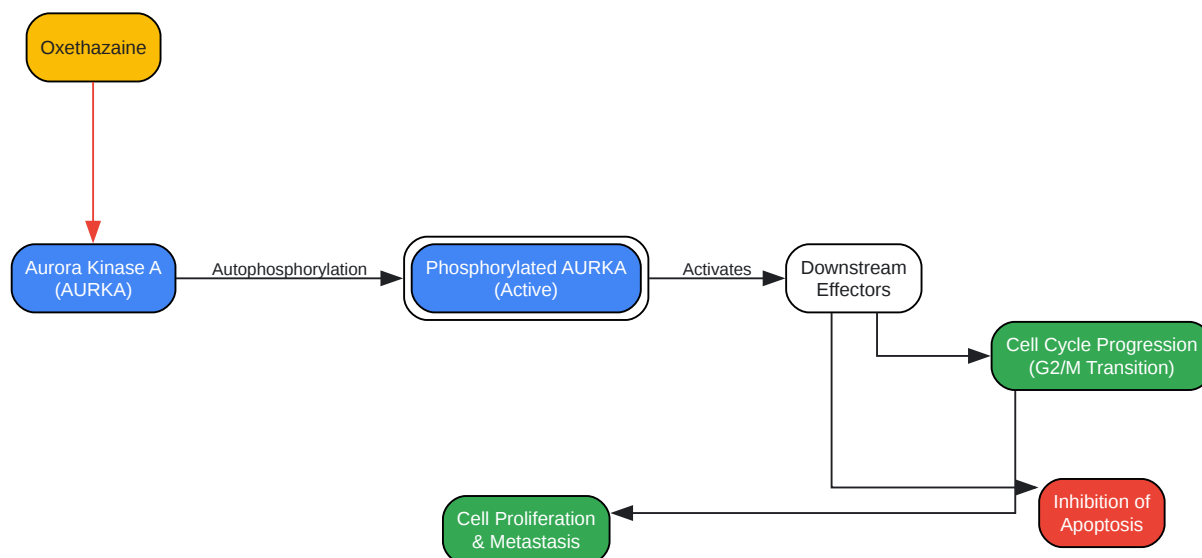 Oxethazaine
Aurora Kinase A
(AURKA)
Autophosphorylation
Phosphorylated AURKA
(Active)
Activates
Downstream
Effectors
Cell Cycle Progression
(G2/M Transition)
Inhibition of
Apoptosis
Cell Proliferation
& Metastasis